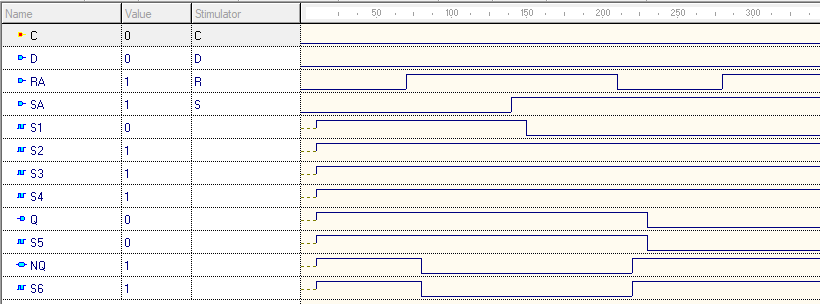 Name Value Stimulator 50 100 150 200 250 300
C 0 C
D 0 D
RA 1 R
SA 1 S
S1 0
S2 1
S3 1
S4 1
Q 0
S5 0
NQ 1
S6 1